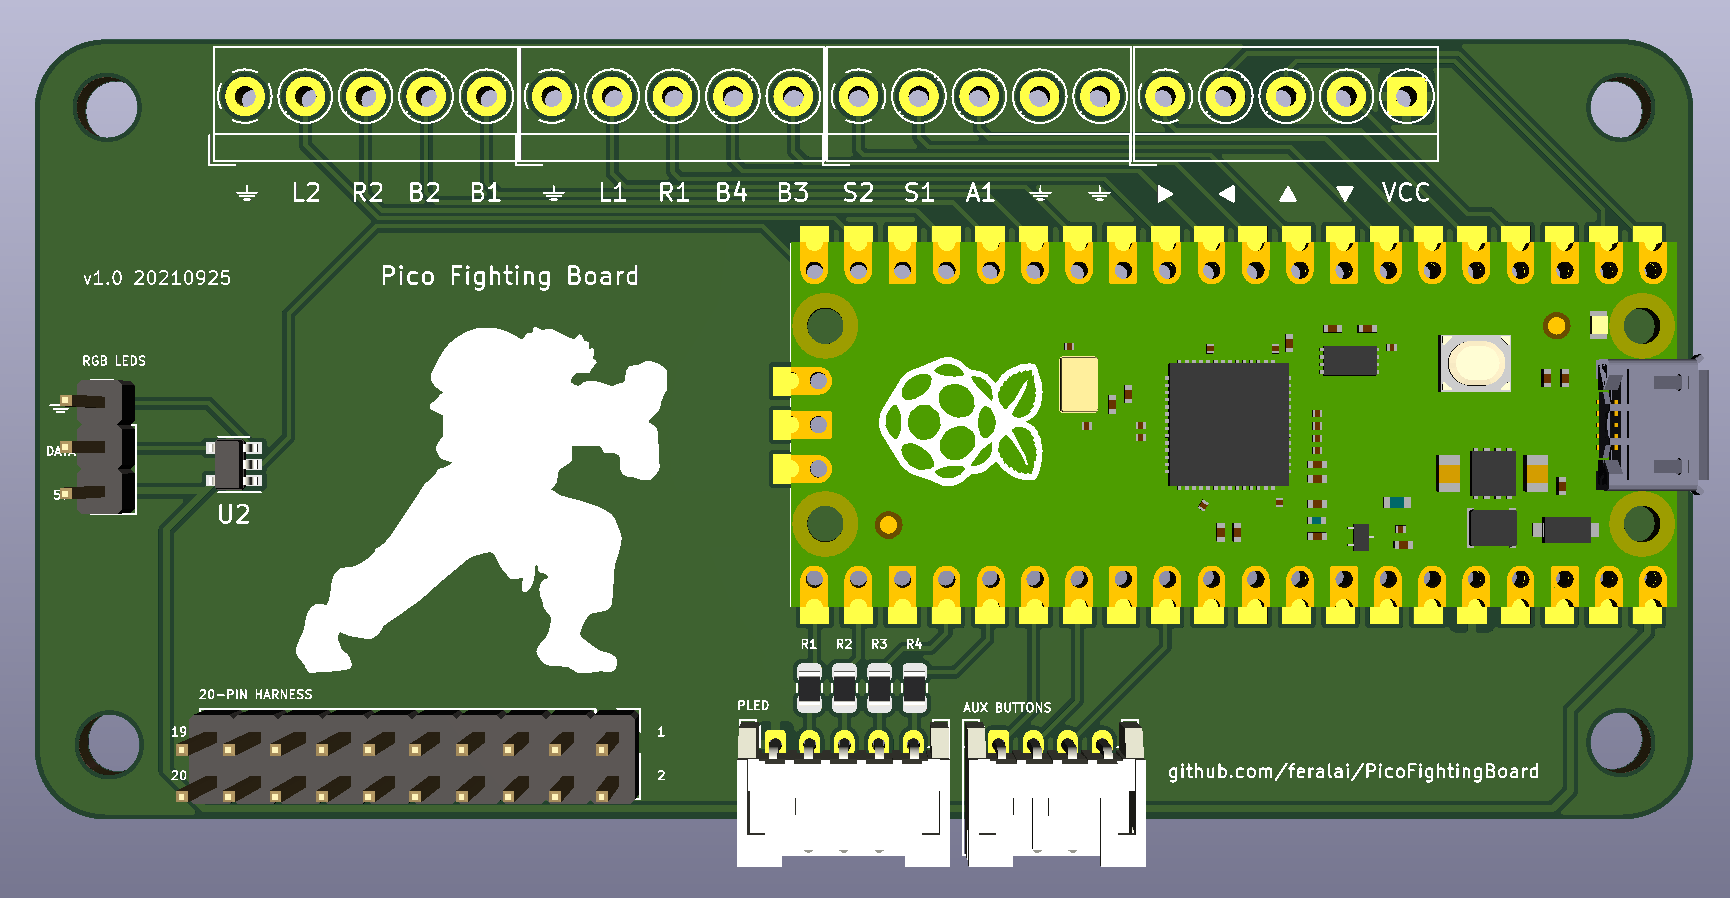 L2 R2 B2 B1 L1 R1 B4 B3 S2 S1 A1 ▶ ◀ ▲ ▼ VCC
v1.0 20210925
Pico Fighting Board
RGB LEDS
DATA
5
U2
R1 R2 R3 R4
20-PIN HARNESS
PLED
AUX BUTTONS
19 1
20 2
github.com/feralai/PicoFightingBoard